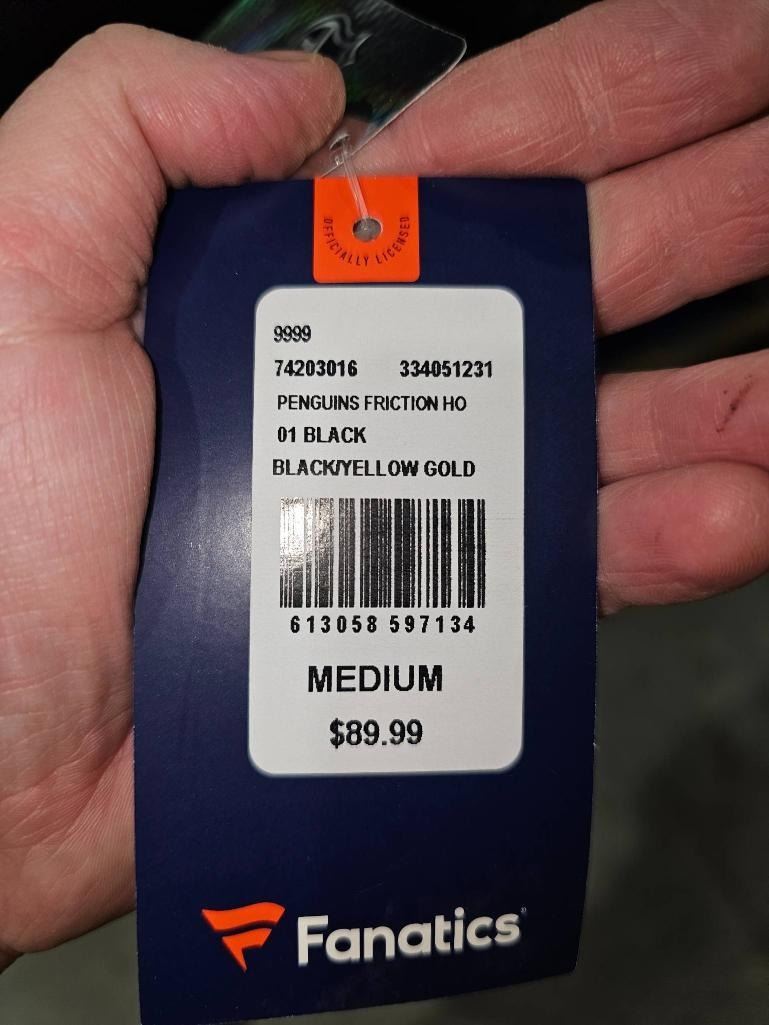 OFFICIALLY LICENSED
9999
74203016 334051231
PENGUINS FRICTION HO
01 BLACK
BLACK/YELLOW GOLD
613058 597134
MEDIUM
$89.99
Fanatics